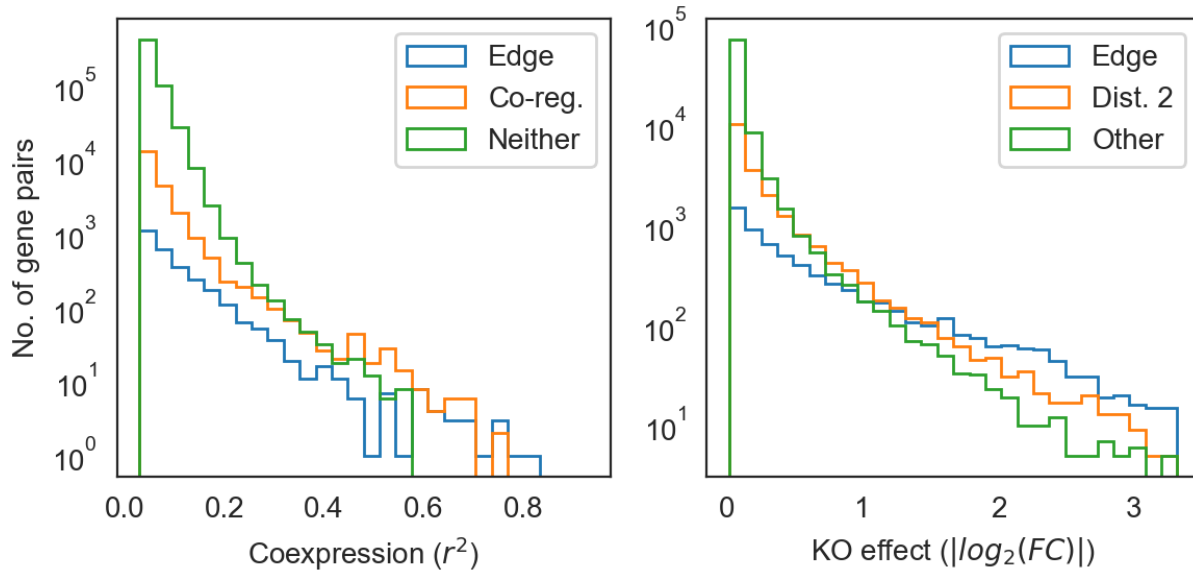 No. of gene pairs
10^5
10^4
10^3
10^2
10^1
10^0
Edge
Co-reg.
Neither
0.0 0.2 0.4 0.6 0.8
Coexpression (r^2)
10^5
10^4
10^3
10^2
10^1
Edge
Dist. 2
Other
0 1 2 3
KO effect (|log_2(FC)|)